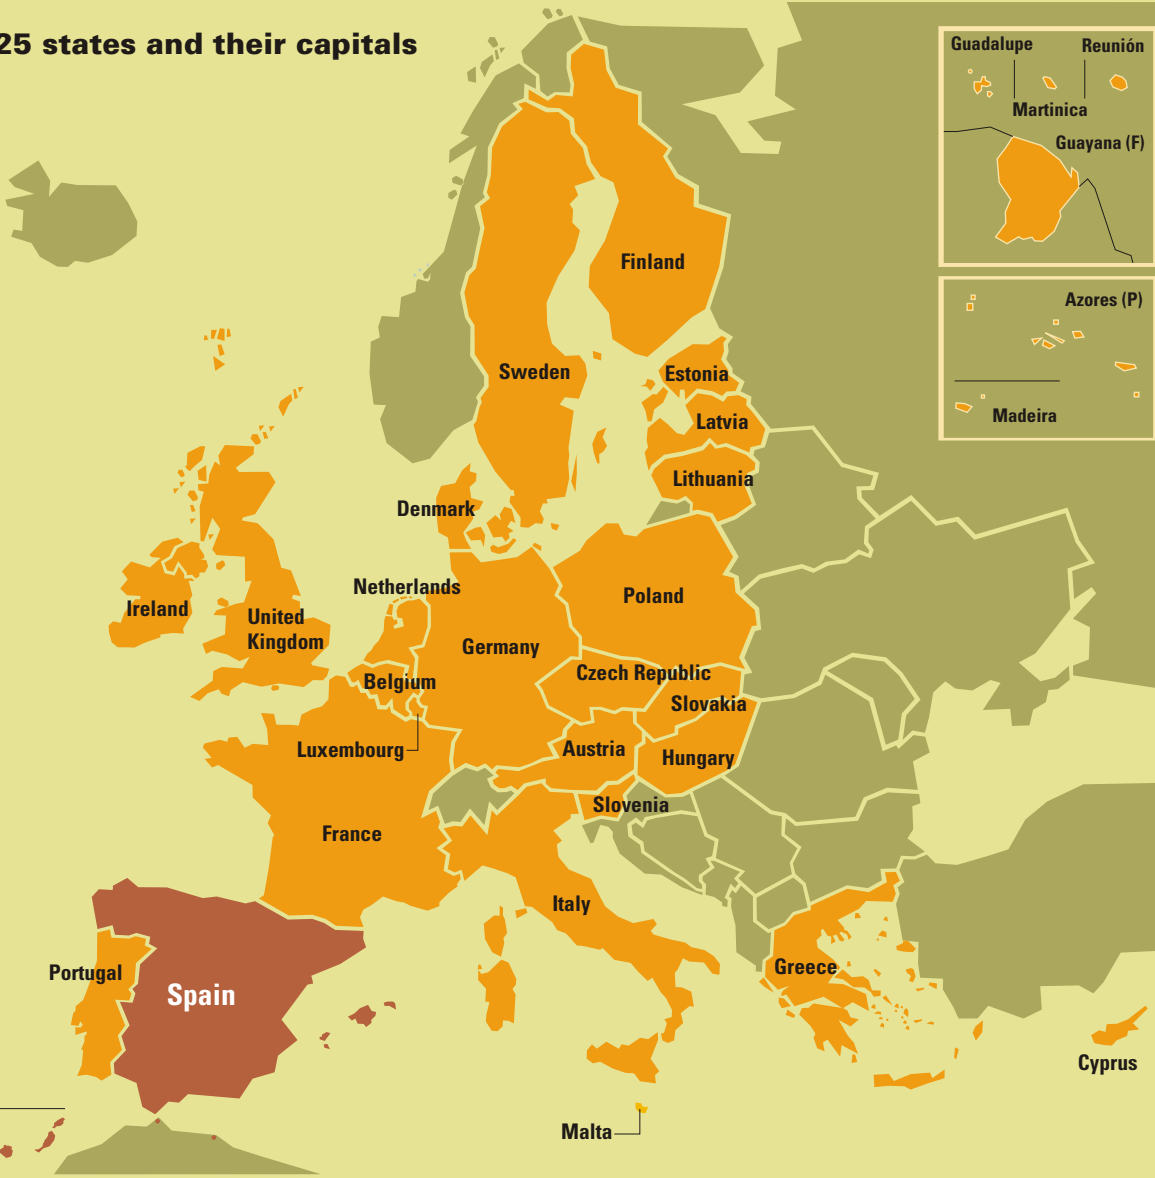 25 states and their capitals
Guadalupe
Reunión
Martinica
Guayana (F)
Azores (P)
Madeira
Finland
Sweden
Estonia
Latvia
Lithuania
Denmark
Netherlands
Ireland
United
Kingdom
Poland
Germany
Czech Republic
Belgium
Slovakia
Luxembourg
Austria
Hungary
Slovenia
France
Italy
Portugal
Spain
Greece
Cyprus
Malta